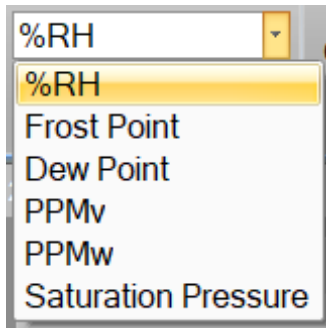 %RH
%RH
Frost Point
Dew Point
PPMv
PPMw
Saturation Pressure